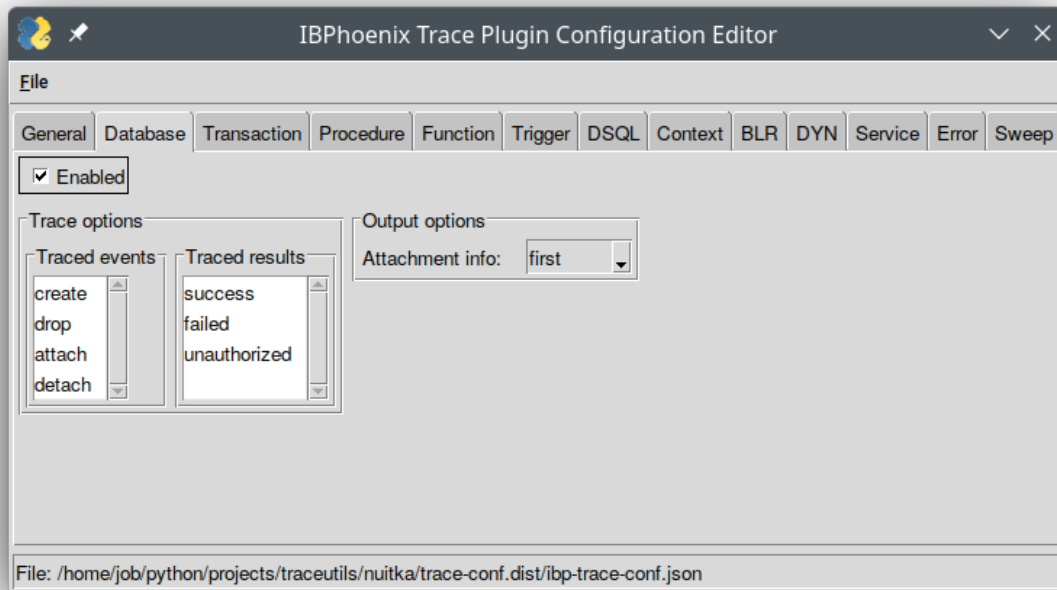 IBPhoenix Trace Plugin Configuration Editor
File
General Database Transaction Procedure Function Trigger DSQL Context BLR DYN Service Error Sweep
Enabled
Trace options
Output options
Traced events
Traced results
Attachment info: first
create
drop
attach
detach
success
failed
unauthorized
File: /home/job/python/projects/traceutils/nuitka/trace-conf.dist/ibp-trace-conf.json